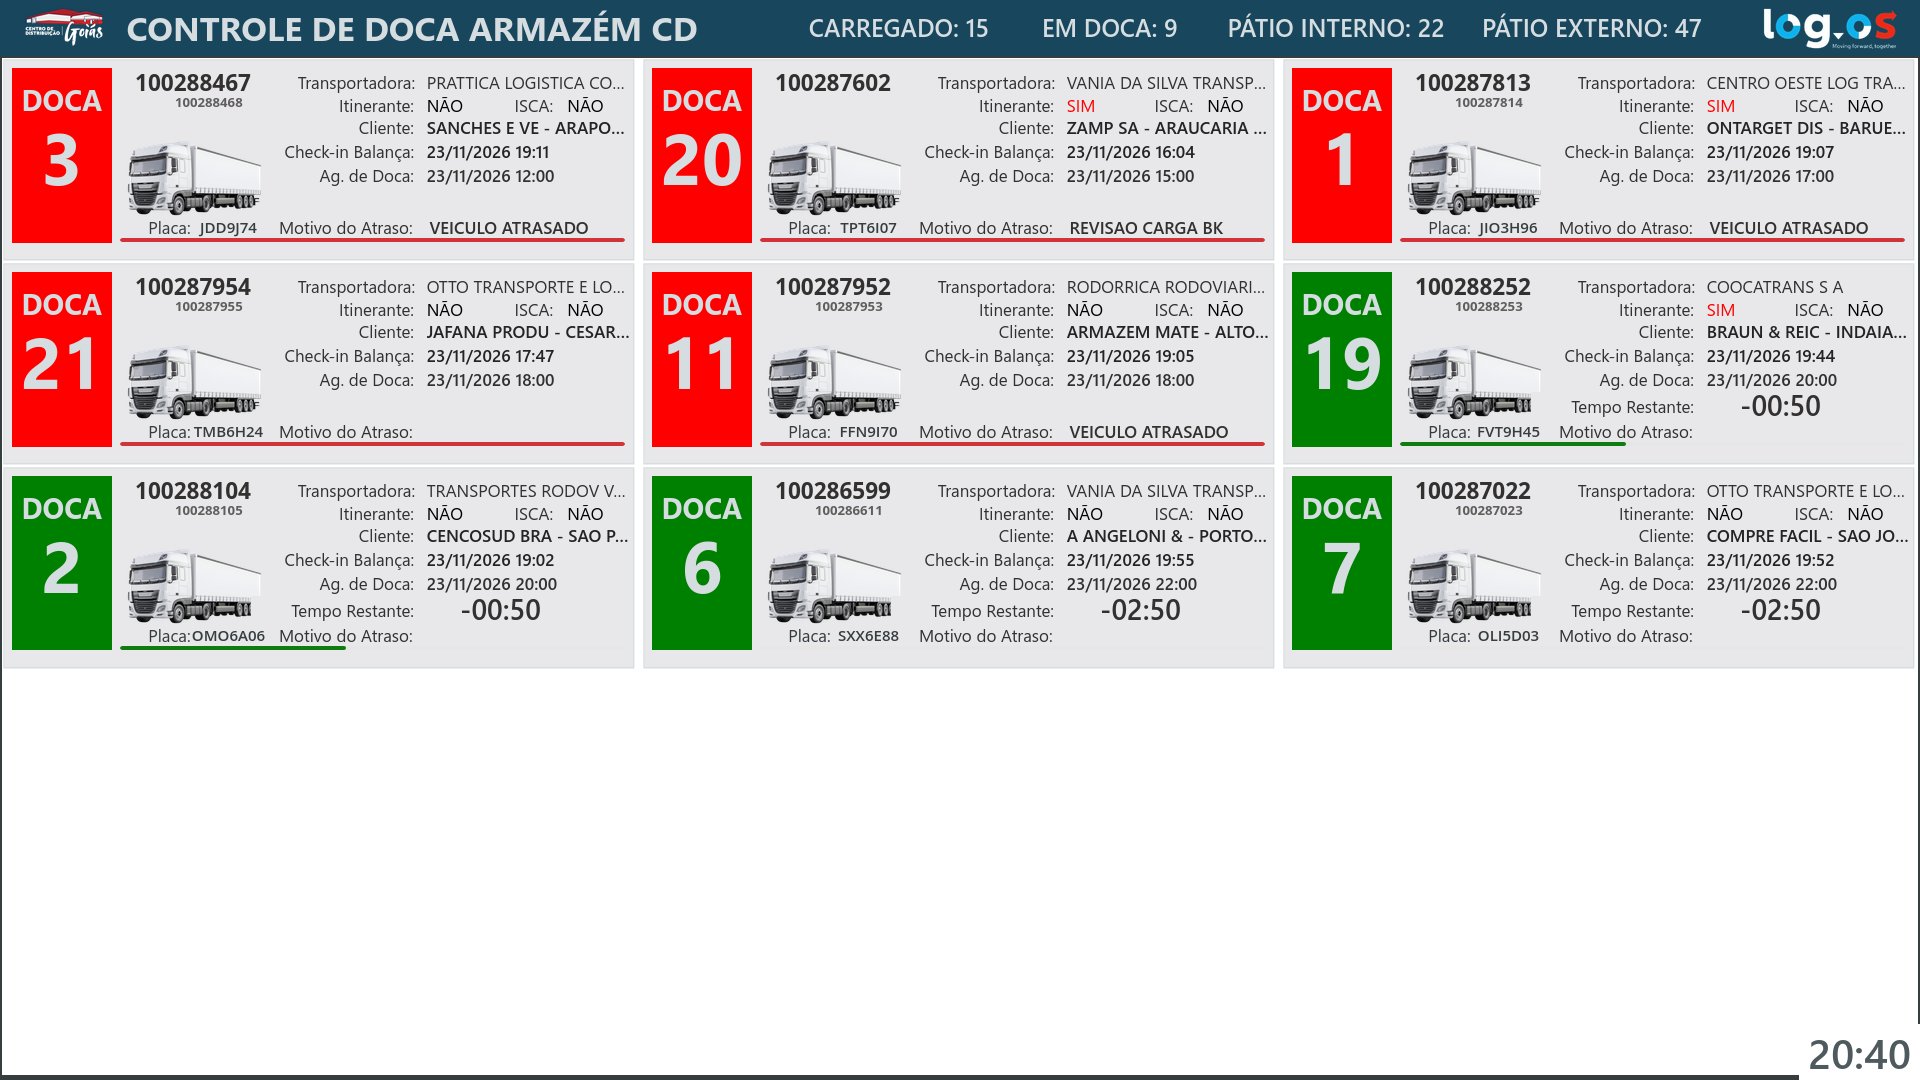 CENTRO DE DISTRIBUIÇÃO Goiás
CONTROLE DE DOCA ARMAZÉM CD
CARREGADO: 15
EM DOCA: 9
PÁTIO INTERNO: 22
PÁTIO EXTERNO: 47
log.os
Moving forward, together
DOCA
3
100288467
100288468
Transportadora: PRATTICA LOGISTICA CO...
Itinerante: NÃO ISCA: NÃO
Cliente: SANCHES E VE - ARAPO...
Check-in Balança: 23/11/2026 19:11
Ag. de Doca: 23/11/2026 12:00
Placa: JDD9J74 Motivo do Atraso: VEICULO ATRASADO
DOCA
20
100287602
Transportadora: VANIA DA SILVA TRANSP...
Itinerante: SIM ISCA: NÃO
Cliente: ZAMP SA - ARAUCARIA ...
Check-in Balança: 23/11/2026 16:04
Ag. de Doca: 23/11/2026 15:00
Placa: TPT6I07 Motivo do Atraso: REVISAO CARGA BK
DOCA
1
100287813
100287814
Transportadora: CENTRO OESTE LOG TRA...
Itinerante: SIM ISCA: NÃO
Cliente: ONTARGET DIS - BARUE...
Check-in Balança: 23/11/2026 19:07
Ag. de Doca: 23/11/2026 17:00
Placa: JIO3H96 Motivo do Atraso: VEICULO ATRASADO
DOCA
21
100287954
100287955
Transportadora: OTTO TRANSPORTE E LO...
Itinerante: NÃO ISCA: NÃO
Cliente: JAFANA PRODU - CESAR...
Check-in Balança: 23/11/2026 17:47
Ag. de Doca: 23/11/2026 18:00
Placa: TMB6H24 Motivo do Atraso:
DOCA
11
100287952
100287953
Transportadora: RODORRICA RODOVIARI...
Itinerante: NÃO ISCA: NÃO
Cliente: ARMAZEM MATE - ALTO...
Check-in Balança: 23/11/2026 19:05
Ag. de Doca: 23/11/2026 18:00
Placa: FFN9I70 Motivo do Atraso: VEICULO ATRASADO
DOCA
19
100288252
100288253
Transportadora: COOCATRANS S A
Itinerante: SIM ISCA: NÃO
Cliente: BRAUN & REIC - INDAIA...
Check-in Balança: 23/11/2026 19:44
Ag. de Doca: 23/11/2026 20:00
Tempo Restante: -00:50
Placa: FVT9H45 Motivo do Atraso:
DOCA
2
100288104
100288105
Transportadora: TRANSPORTES RODOV V...
Itinerante: NÃO ISCA: NÃO
Cliente: CENCOSUD BRA - SAO P...
Check-in Balança: 23/11/2026 19:02
Ag. de Doca: 23/11/2026 20:00
Tempo Restante: -00:50
Placa: OMO6A06 Motivo do Atraso:
DOCA
6
100286599
100286611
Transportadora: VANIA DA SILVA TRANSP...
Itinerante: NÃO ISCA: NÃO
Cliente: A ANGELONI & - PORTO...
Check-in Balança: 23/11/2026 19:55
Ag. de Doca: 23/11/2026 22:00
Tempo Restante: -02:50
Placa: SXX6E88 Motivo do Atraso:
DOCA
7
100287022
100287023
Transportadora: OTTO TRANSPORTE E LO...
Itinerante: NÃO ISCA: NÃO
Cliente: COMPRE FACIL - SAO JO...
Check-in Balança: 23/11/2026 19:52
Ag. de Doca: 23/11/2026 22:00
Tempo Restante: -02:50
Placa: OLI5D03 Motivo do Atraso:
20:40